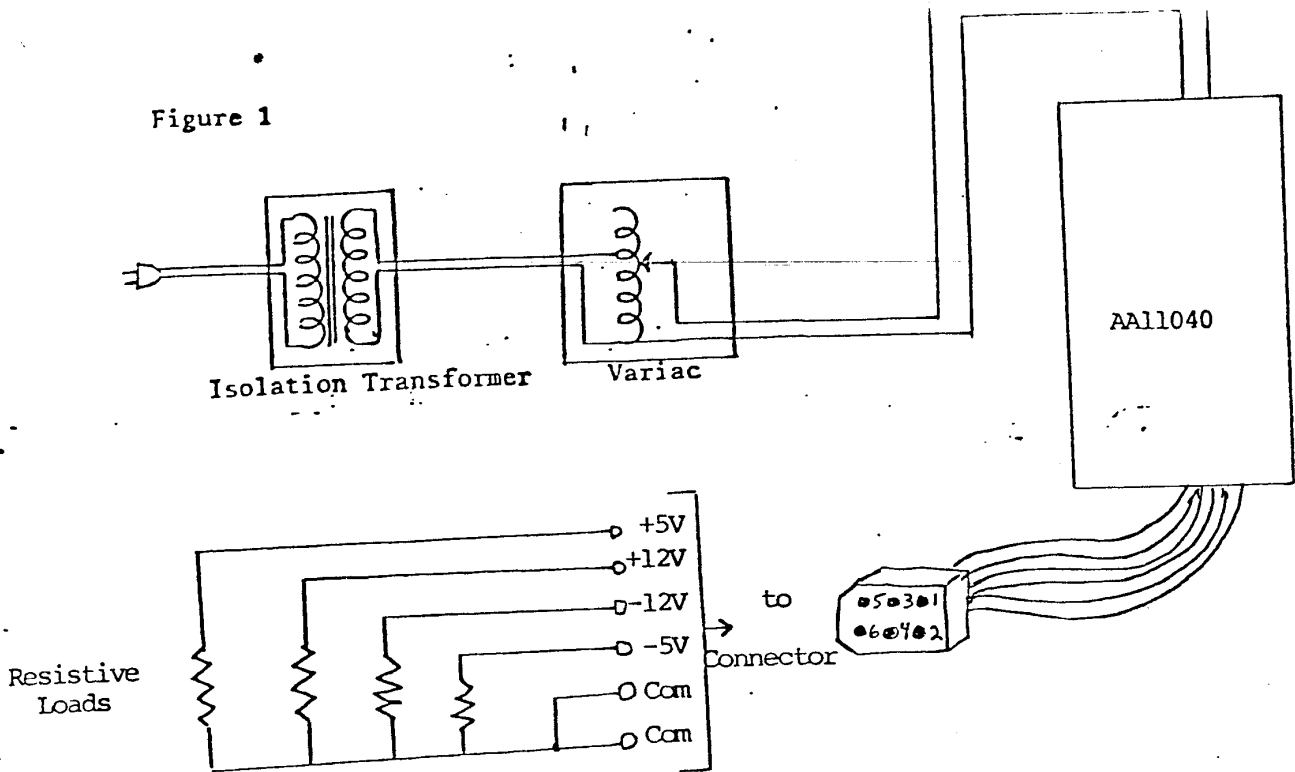 Figure 1
Isolation Transformer
Variac
AA11040
+5V
+12V
-12V
-5V
Com
Com
to
Connector
5 3 1
6 4 2
Resistive
Loads